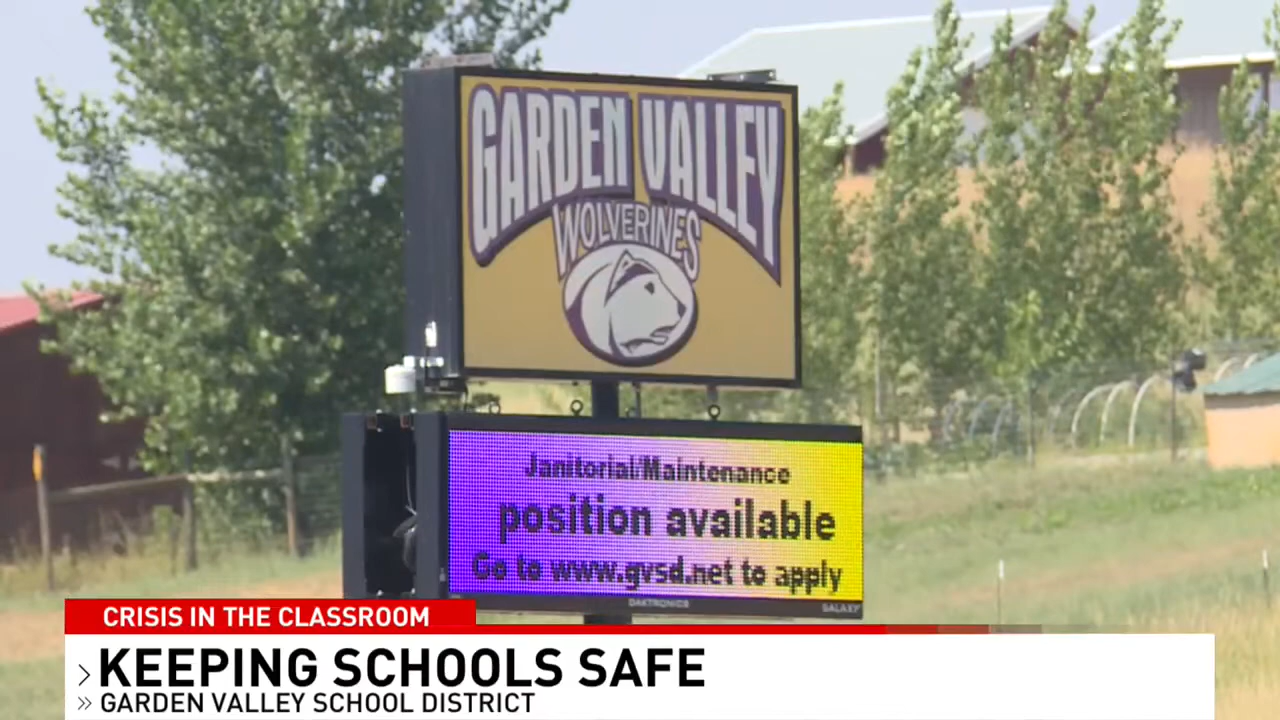 GARDEN VALLEY
WOLVERINES
Janitorial/Maintenance
position available
Go to www.gvsd.net to apply
DAKTRONICS GALAXY
CRISIS IN THE CLASSROOM
KEEPING SCHOOLS SAFE
GARDEN VALLEY SCHOOL DISTRICT